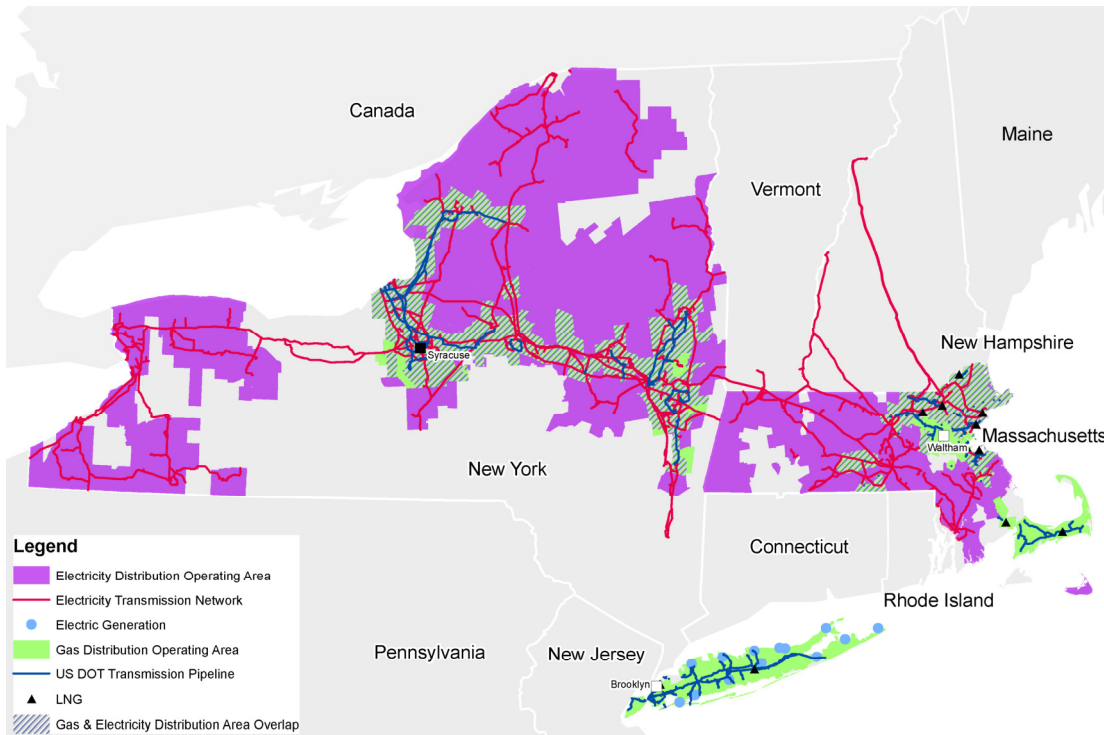 Canada
Maine
Vermont
New Hampshire
Syracuse
Massachusetts
Waltham
New York
Connecticut
Rhode Island
Pennsylvania
New Jersey
Brooklyn
Legend
Electricity Distribution Operating Area
Electricity Transmission Network
Electric Generation
Gas Distribution Operating Area
US DOT Transmission Pipeline
LNG
Gas & Electricity Distribution Area Overlap